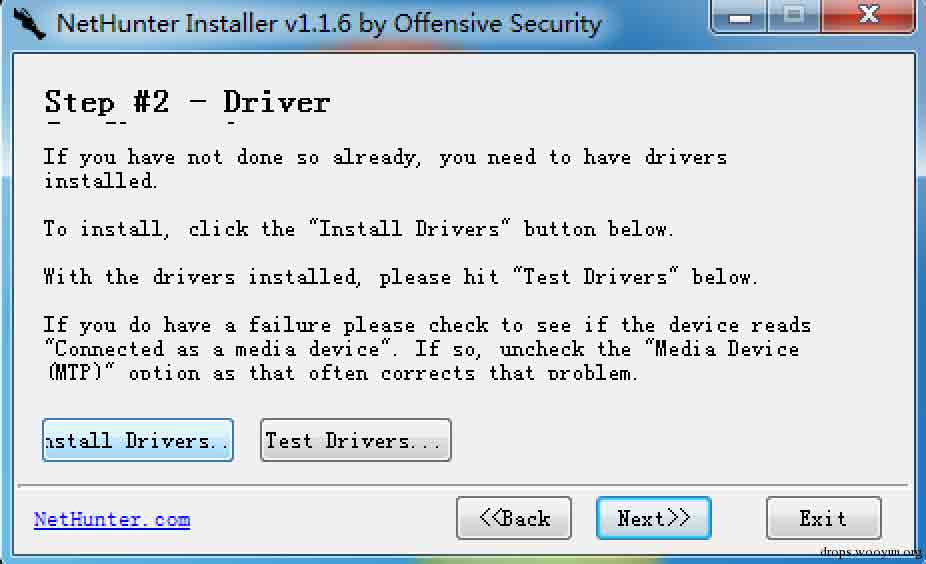 NetHunter Installer v1.1.6 by Offensive Security
Step #2 - Driver
If you have not done so already, you need to have drivers
installed.
To install, click the "Install Drivers" button below.
With the drivers installed, please hit "Test Drivers" below.
If you do have a failure please check to see if the device reads
"Connected as a media device". If so, uncheck the "Media Device
(MTP)" option as that often corrects that problem.
nstall Drivers.. Test Drivers...
NetHunter.com <<Back Next>> Exit
drops.wooyun.org